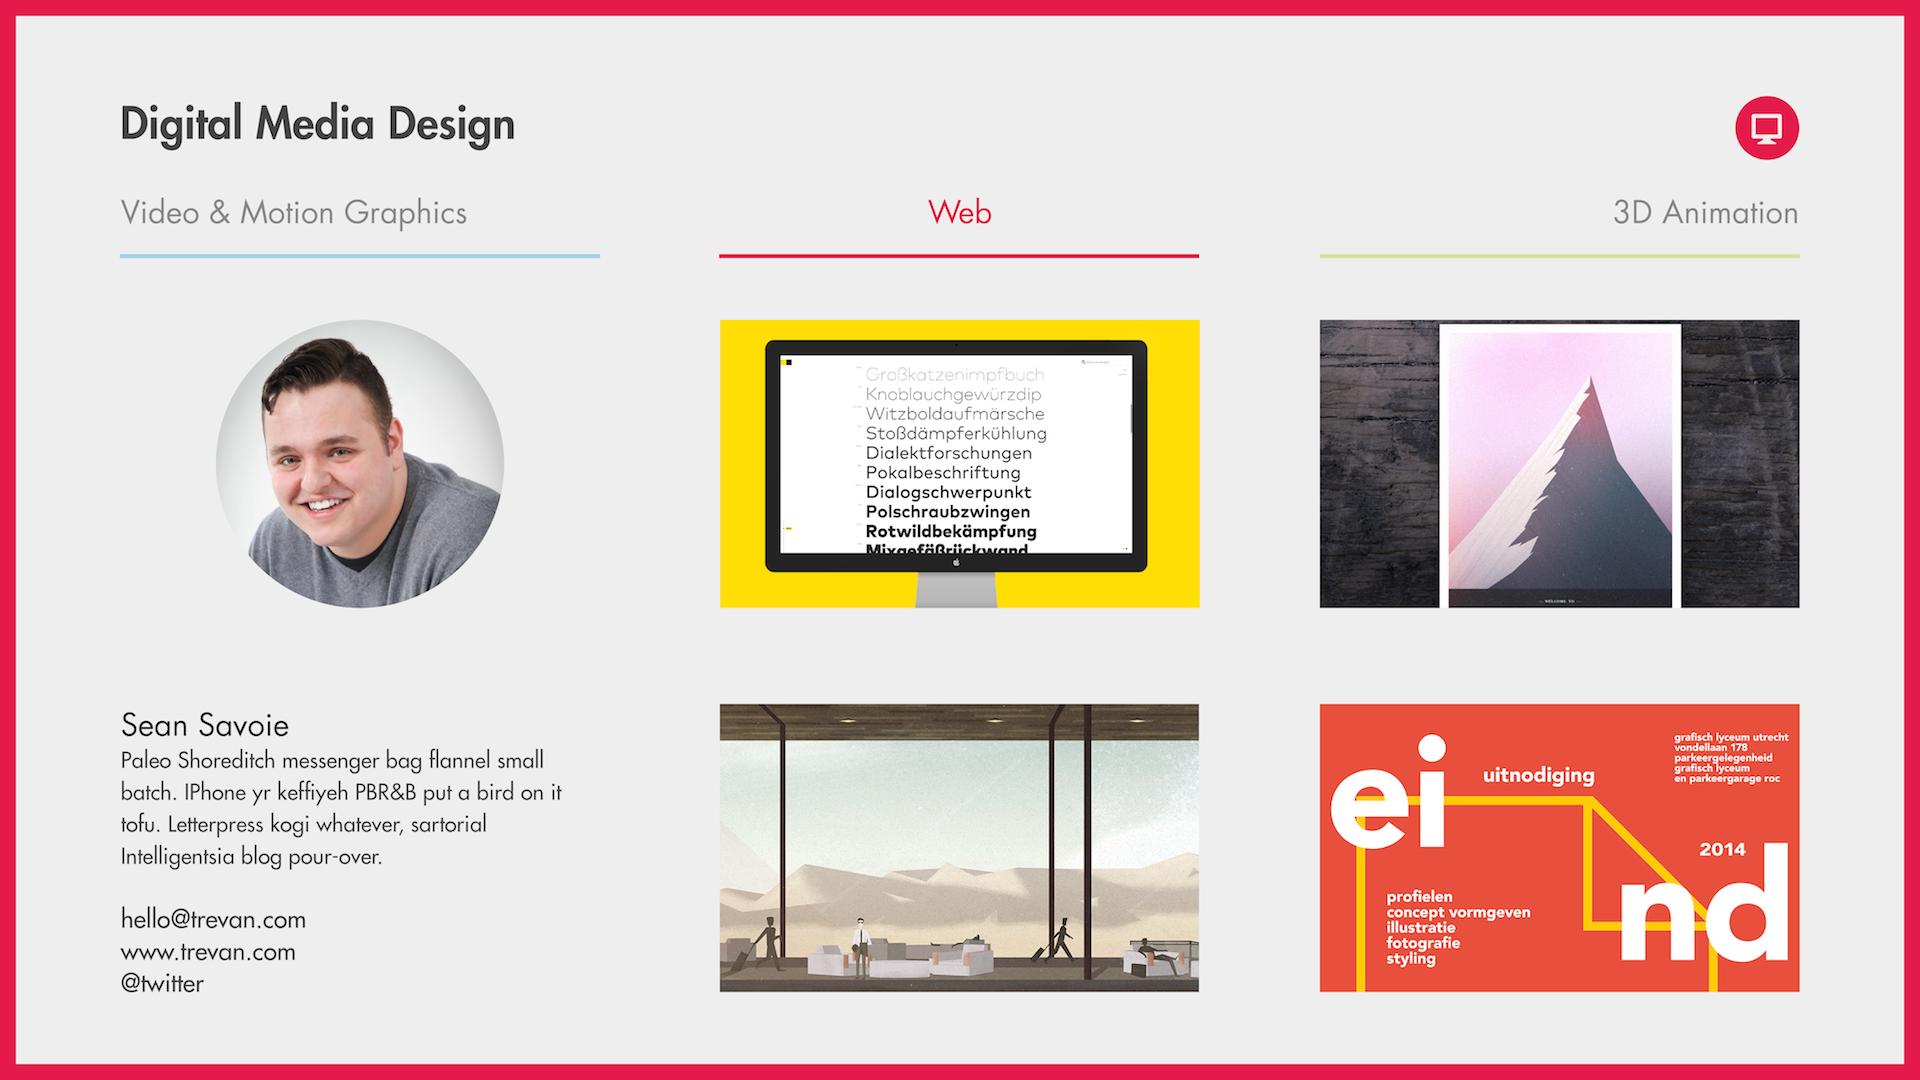 Digital Media Design
Video & Motion Graphics
Web
3D Animation
Großkatzenimpfbuch
Knoblauchgewürzdip
Witzboldaufmärsche
Stoßdämpferkühlung
Dialektforschungen
Pokalbeschriftung
Dialogschwerpunkt
Polschraubzwingen
Rotwildbekämpfung
Mixgefäßrückwand
WELCOME TO
Sean Savoie
Paleo Shoreditch messenger bag flannel small
batch. IPhone yr keffiyeh PBR&B put a bird on it
tofu. Letterpress kogi whatever, sartorial
Intelligentsia blog pour-over.
hello@trevan.com
www.trevan.com
@twitter
ei
nd
uitnodiging
grafisch lyceum utrecht
vondellaan 178
parkeergelegenheid
grafisch lyceum
en parkeergarage roc
2014
profielen
concept vormgeven
illustratie
fotografie
styling